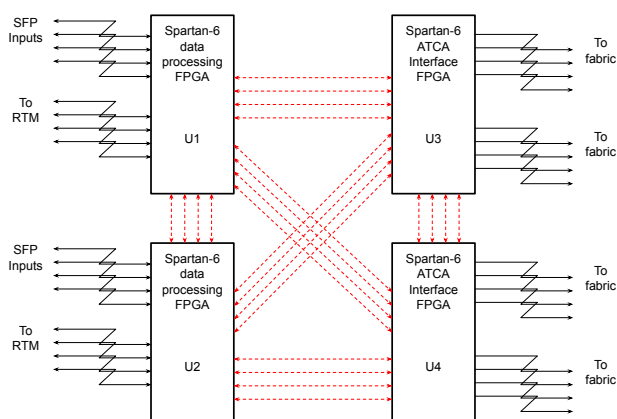 SFP
Inputs
To
RTM
Spartan-6
data
processing
FPGA
U1
Spartan-6
ATCA
Interface
FPGA
U3
To
fabric
To
fabric
SFP
Inputs
To
RTM
Spartan-6
data
processing
FPGA
U2
Spartan-6
ATCA
Interface
FPGA
U4
To
fabric
To
fabric